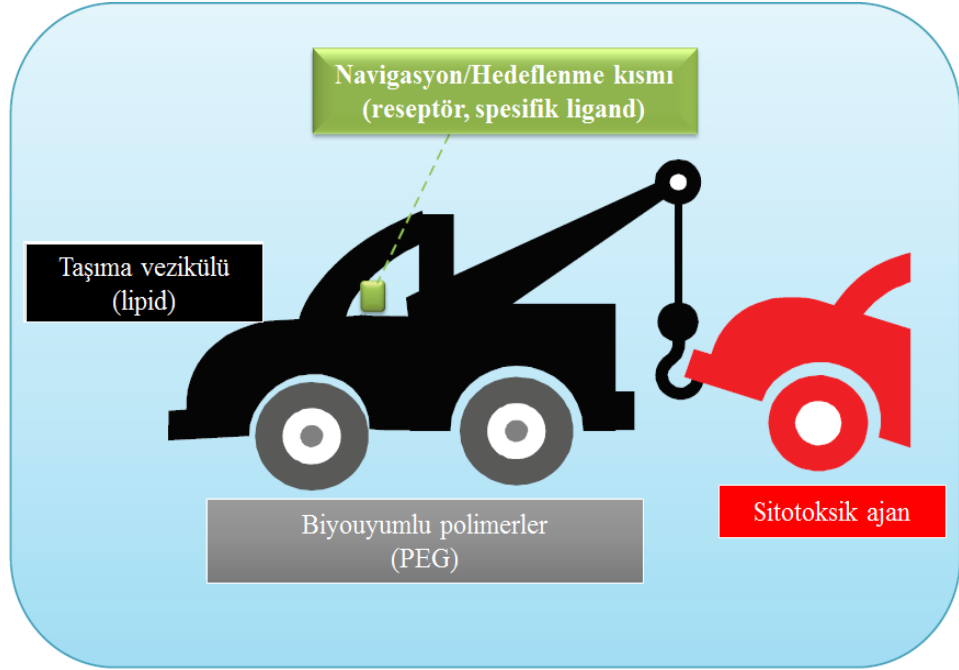 Navigasyon/Hedeflenme kısmı
(reseptör, spesifik ligand)
Taşıma vezikülü
(lipid)
Biyouyumlu polimerler
(PEG)
Sitotoksik ajan